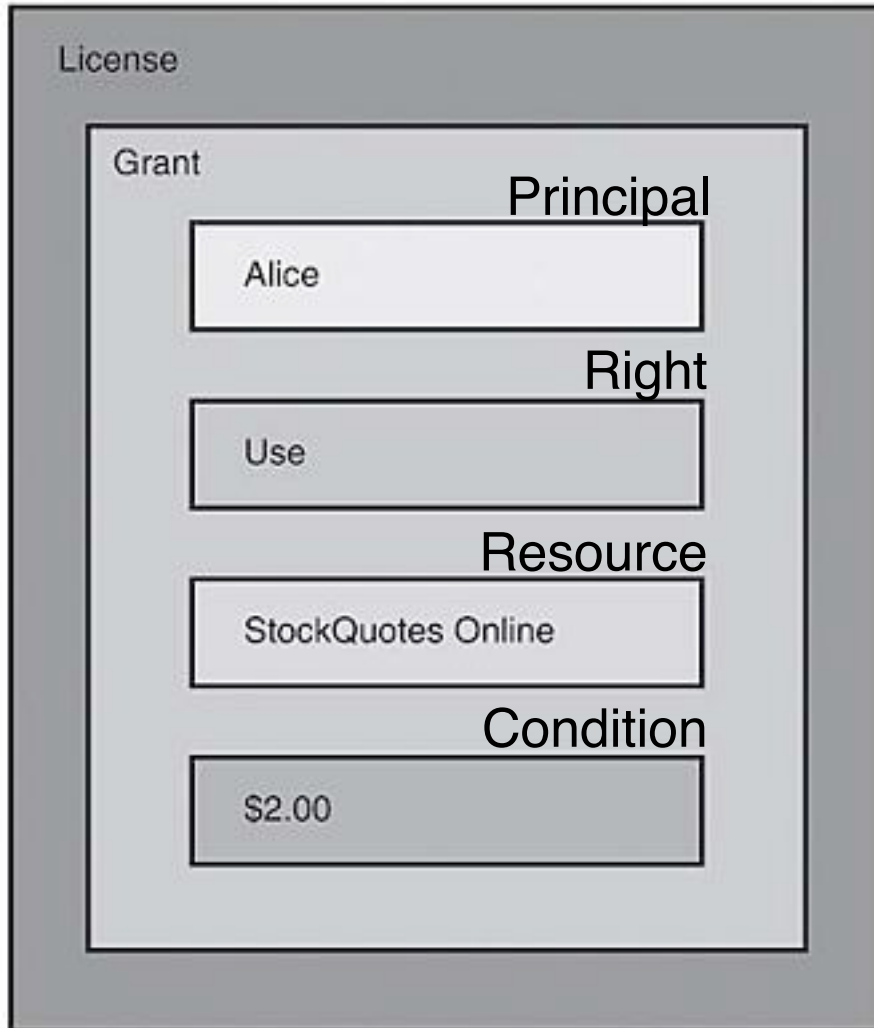 License
Grant
Principal
Alice
Right
Use
Resource
StockQuotes Online
Condition
$2.00